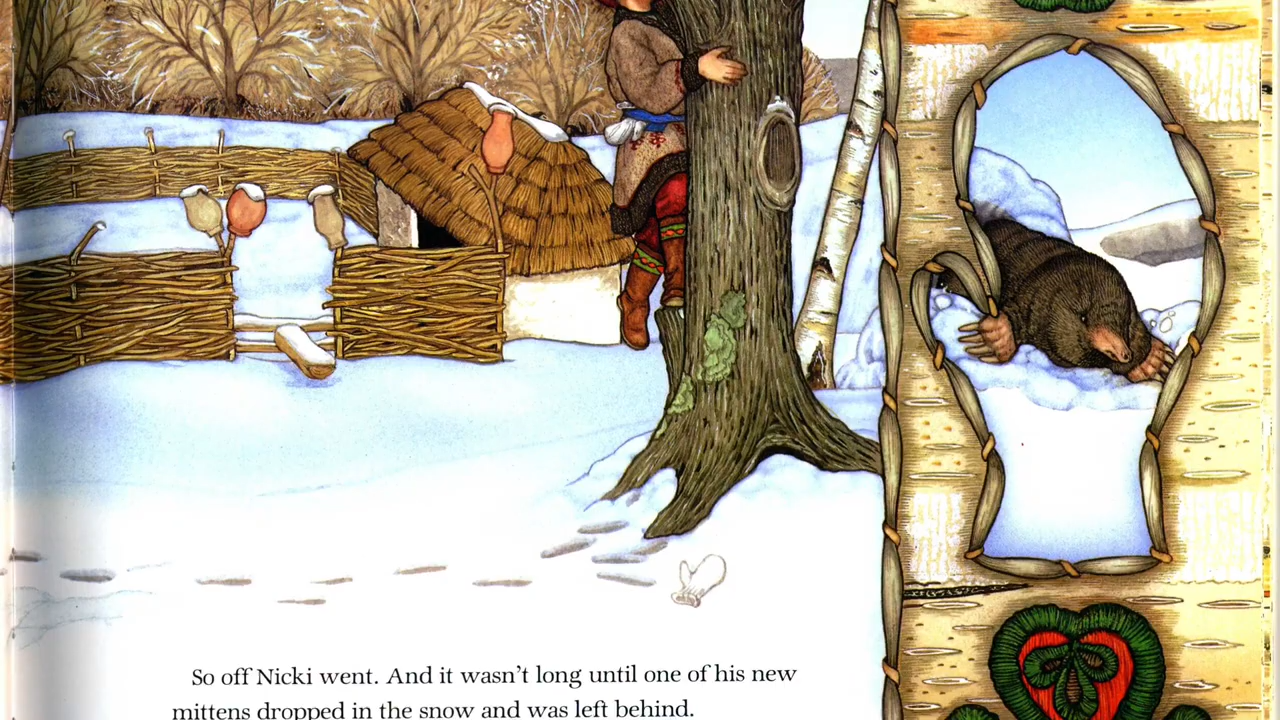 So off Nicki went. And it wasn't long until one of his new
mittens dropped in the snow and was left behind.